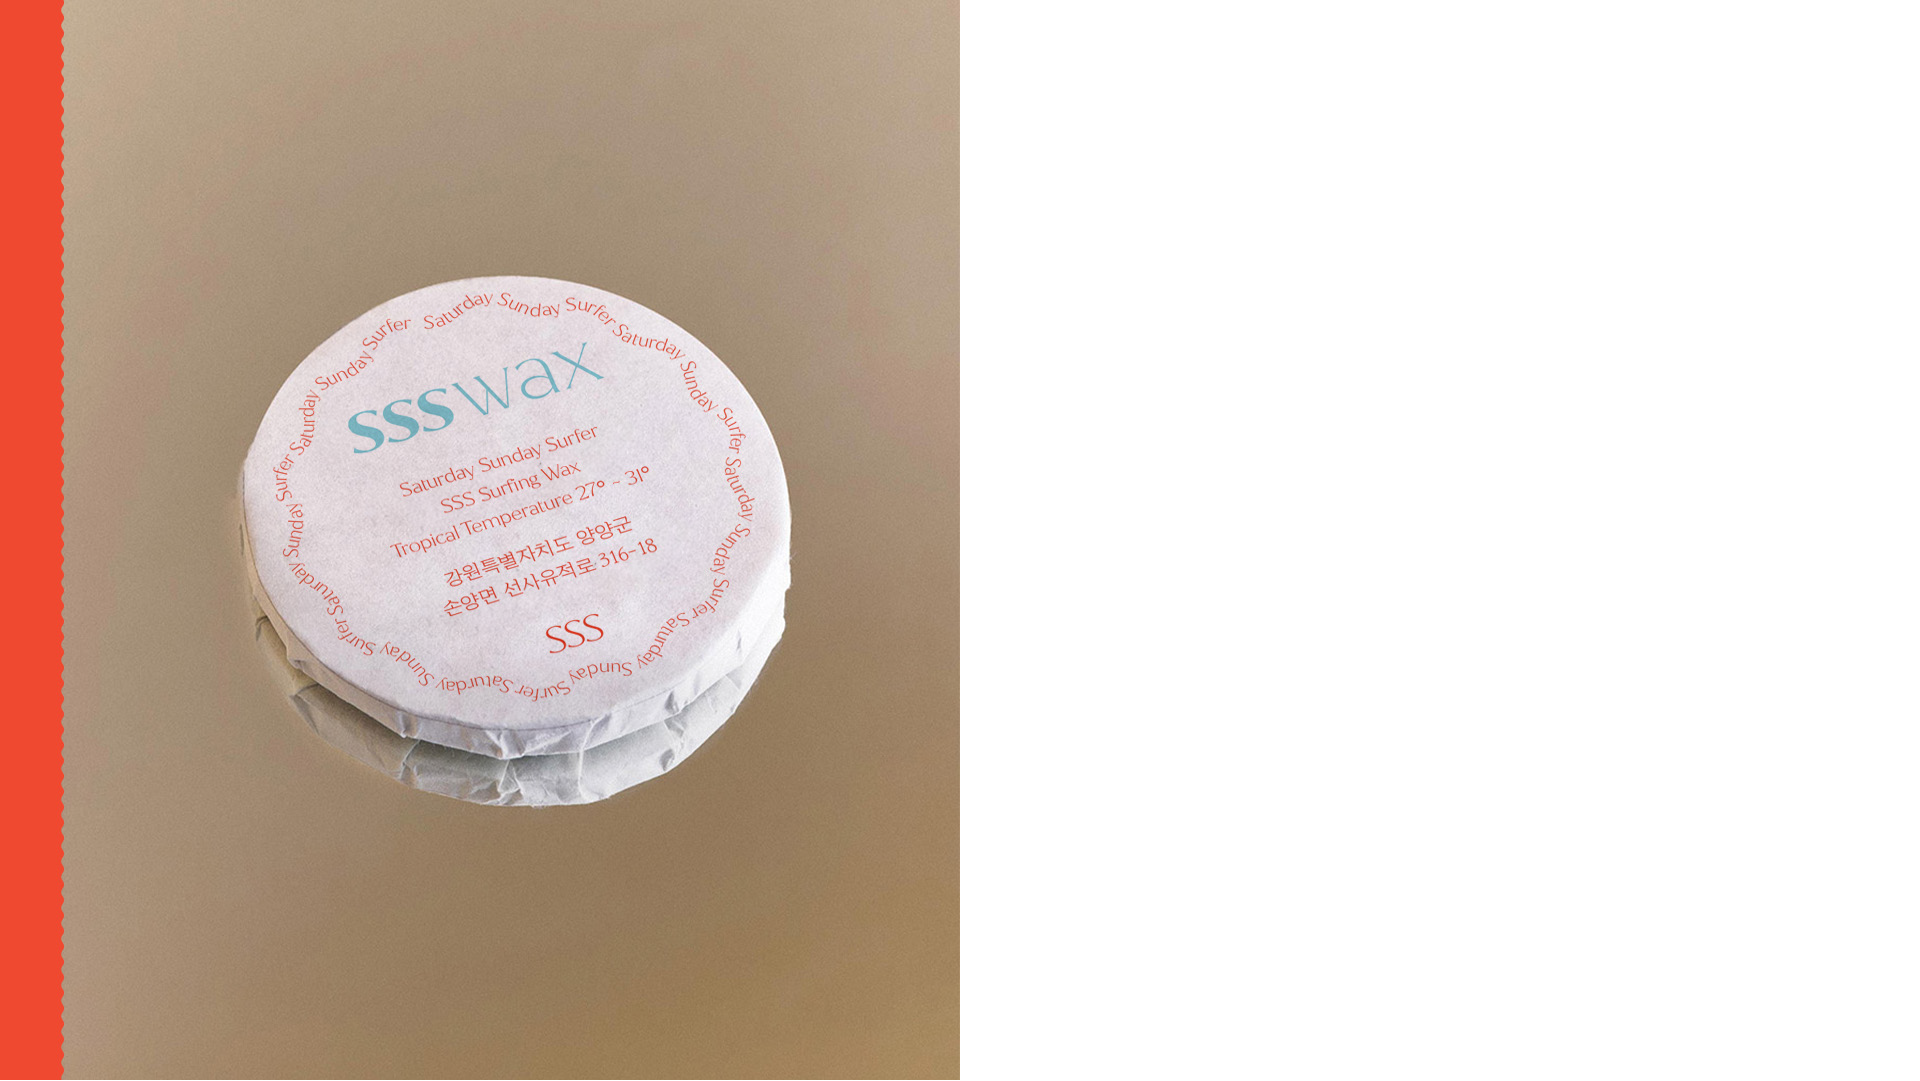 ssswax
Saturday Sunday Surfer
SSS Surfing Wax
Tropical Temperature 27° ~ 31°
강원특별자치도 양양군
손양면 선사유적로 316-18
SSS
Saturday Sunday Surfer Saturday Sunday Surfer Saturday Sunday Surfer Saturday Sunday Surfer Saturday Sunday Surfer Saturday Sunday Surfer Saturday Sunday Surfer